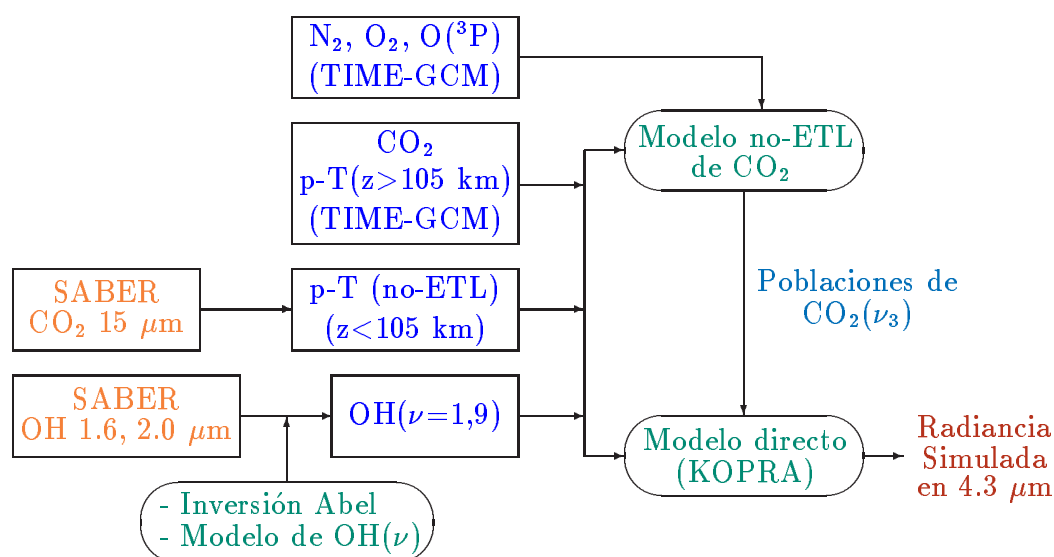 N₂, O₂, O(³P)
(TIME-GCM)
CO₂
p-T(z>105 km)
(TIME-GCM)
Modelo no-ETL
de CO₂
SABER
CO₂ 15 μm
p-T (no-ETL)
(z<105 km)
Poblaciones de
CO₂(ν₃)
SABER
OH 1.6, 2.0 μm
OH(ν=1,9)
Modelo directo
(KOPRA)
Radiancia
Simulada
en 4.3 μm
- Inversión Abel
- Modelo de OH(ν)